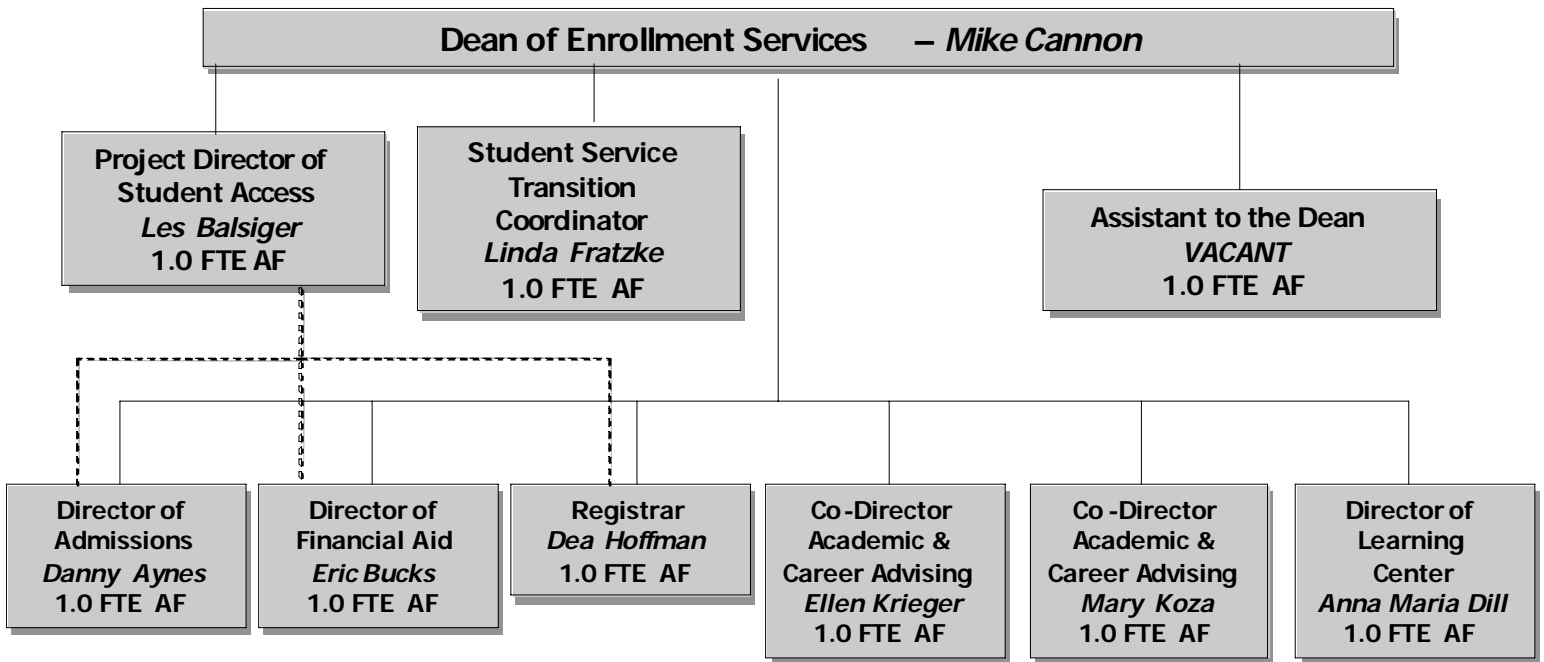 Dean of Enrollment Services – Mike Cannon
Project Director of
Student Access
Les Balsiger
1.0 FTE AF
Student Service
Transition
Coordinator
Linda Fratzke
1.0 FTE AF
Assistant to the Dean
VACANT
1.0 FTE AF
Director of
Admissions
Danny Aynes
1.0 FTE AF
Director of
Financial Aid
Eric Bucks
1.0 FTE AF
Registrar
Dea Hoffman
1.0 FTE AF
Co-Director
Academic &
Career Advising
Ellen Krieger
1.0 FTE AF
Co-Director
Academic &
Career Advising
Mary Koza
1.0 FTE AF
Director of
Learning
Center
Anna Maria Dill
1.0 FTE AF